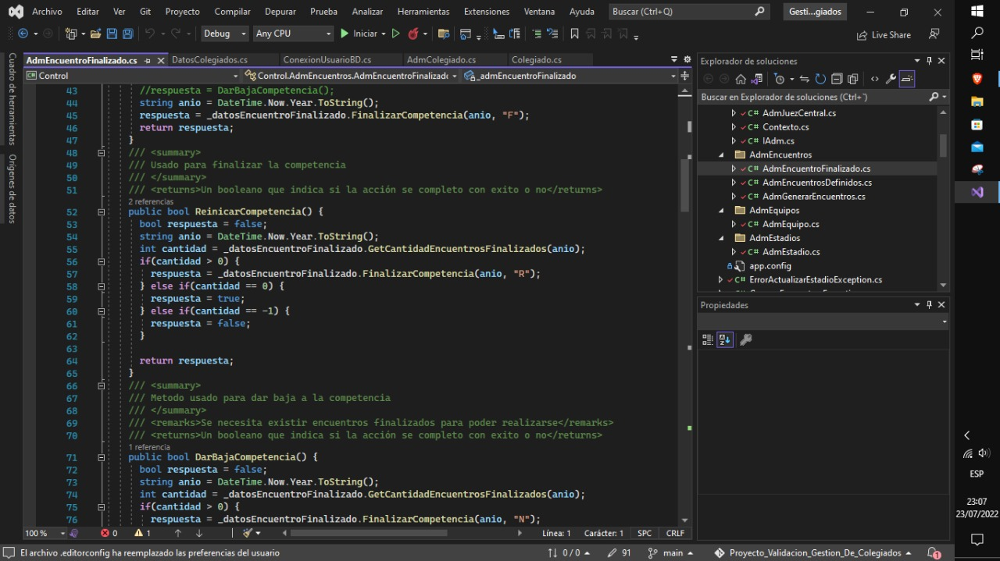 Archivo Editar Ver Git Proyecto Compilar Depurar Prueba Analizar Herramientas Extensiones Ventana Ayuda Buscar (Ctrl+Q) Gesti...giados
Debug Any CPU Iniciar Live Share
Cuadro de herramientas
Orígenes de datos
AdmEncuentroFinalizado.cs DatosColegiados.cs ConexionUsuarioBD.cs AdmColegiado.cs Colegiado.cs
Control Control.AdmEncuentros.AdmEncuentroFinalizado _admEncuentroFinalizado
43 //respuesta = DarBajaCompetencia();
44 string anio = DateTime.Now.Year.ToString();
45 respuesta = _datosEncuentroFinalizado.FinalizarCompetencia(anio, "F");
46 return respuesta;
47 }
48 /// <summary>
49 /// Usado para finalizar la competencia
50 /// </summary>
51 /// <returns>Un booleano que indica si la acción se completo con exito o no</returns>
2 referencias
52 public bool ReinicarCompetencia() {
53 bool respuesta = false;
54 string anio = DateTime.Now.Year.ToString();
55 int cantidad = _datosEncuentroFinalizado.GetCantidadEncuentrosFinalizados(anio);
56 if(cantidad > 0) {
57 respuesta = _datosEncuentroFinalizado.FinalizarCompetencia(anio, "R");
58 } else if(cantidad == 0) {
59 respuesta = true;
60 } else if(cantidad == -1) {
61 respuesta = false;
62 }
63
64 return respuesta;
65 }
66 /// <summary>
67 /// Metodo usado para dar baja a la competencia
68 /// </summary>
69 /// <remarks>Se necesita existir encuentros finalizados para poder realizarse</remarks>
70 /// <returns>Un booleano que indica si la acción se completo con exito o no</returns>
1 referencia
71 public bool DarBajaCompetencia() {
72 bool respuesta = false;
73 string anio = DateTime.Now.Year.ToString();
74 int cantidad = _datosEncuentroFinalizado.GetCantidadEncuentrosFinalizados(anio);
75 if(cantidad > 0) {
76 respuesta = _datosEncuentroFinalizado.FinalizarCompetencia(anio, "N");
100 % 0 1 Línea: 1 Carácter: 1 SPC CRLF
Explorador de soluciones
Buscar en Explorador de soluciones (Ctrl+¨)
C# AdmJuezCentral.cs
C# Contexto.cs
C# IAdm.cs
AdmEncuentros
C# AdmEncuentroFinalizado.cs
C# AdmEncuentrosDefinidos.cs
C# AdmGenerarEncuentros.cs
AdmEquipos
C# AdmEquipo.cs
AdmEstadios
C# AdmEstadio.cs
app.config
C# ErrorActualizarEstadioException.cs
Propiedades
El archivo .editorconfig ha reemplazado las preferencias del usuario 0 / 0 91 main Proyecto_Validacion_Gestion_De_Colegiados 1
ESP
23:07
23/07/2022